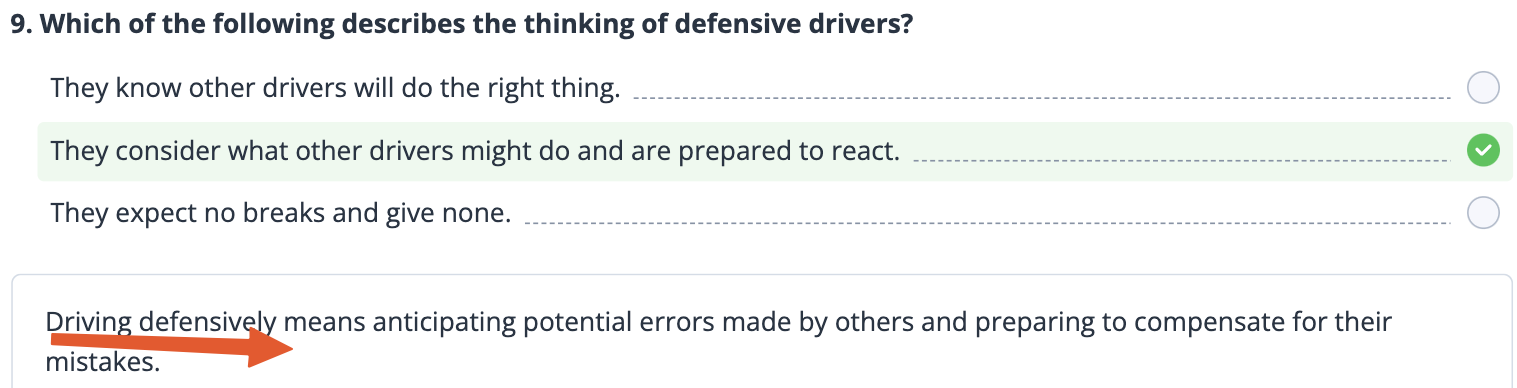 9. Which of the following describes the thinking of defensive drivers?
They know other drivers will do the right thing.
They consider what other drivers might do and are prepared to react.
They expect no breaks and give none.
Driving defensively means anticipating potential errors made by others and preparing to compensate for their
mistakes.